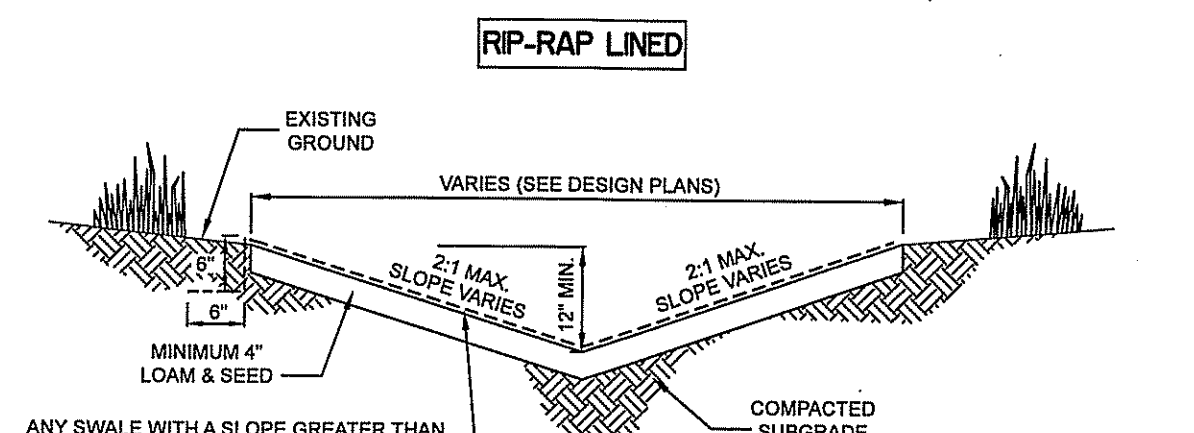 RIP-RAP LINED
EXISTING
GROUND
VARIES (SEE DESIGN PLANS)
6"
6"
2:1 MAX.
SLOPE VARIES
12" MIN.
2:1 MAX.
SLOPE VARIES
MINIMUM 4"
LOAM & SEED
ANY SWALE WITH A SLOPE GREATER THAN
COMPACTED
SUBGRADE